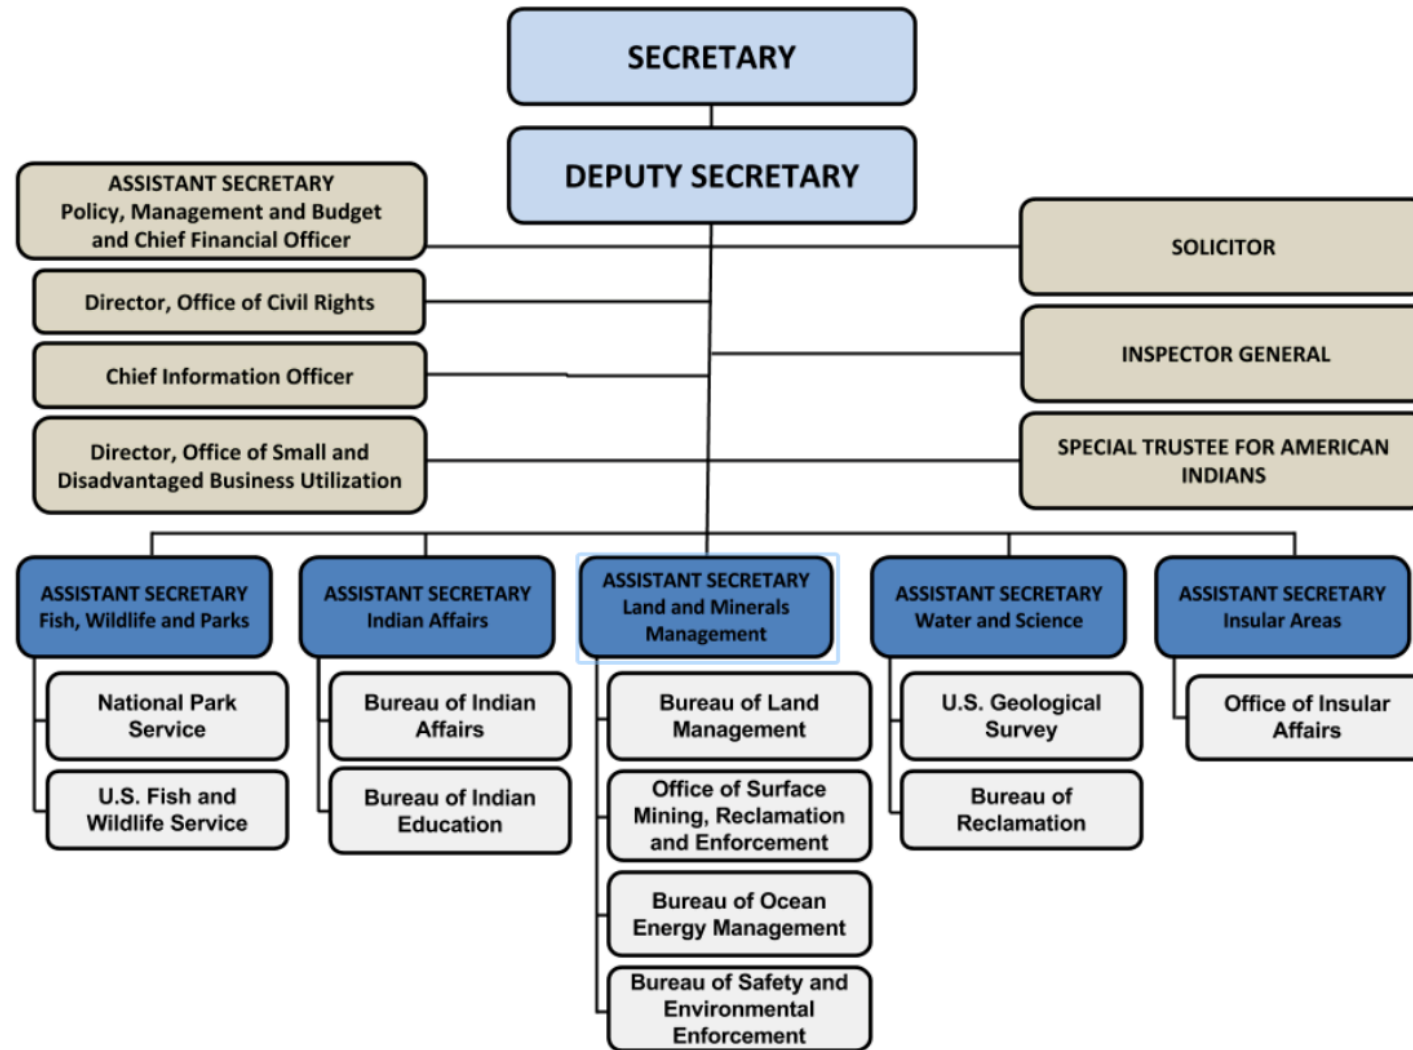 SECRETARY
DEPUTY SECRETARY
ASSISTANT SECRETARY
Policy, Management and Budget
and Chief Financial Officer
Director, Office of Civil Rights
Chief Information Officer
Director, Office of Small and
Disadvantaged Business Utilization
SOLICITOR
INSPECTOR GENERAL
SPECIAL TRUSTEE FOR AMERICAN
INDIANS
ASSISTANT SECRETARY
Fish, Wildlife and Parks
National Park
Service
U.S. Fish and
Wildlife Service
ASSISTANT SECRETARY
Indian Affairs
Bureau of Indian
Affairs
Bureau of Indian
Education
ASSISTANT SECRETARY
Land and Minerals
Management
Bureau of Land
Management
Office of Surface
Mining, Reclamation
and Enforcement
Bureau of Ocean
Energy Management
Bureau of Safety and
Environmental
Enforcement
ASSISTANT SECRETARY
Water and Science
U.S. Geological
Survey
Bureau of
Reclamation
ASSISTANT SECRETARY
Insular Areas
Office of Insular
Affairs